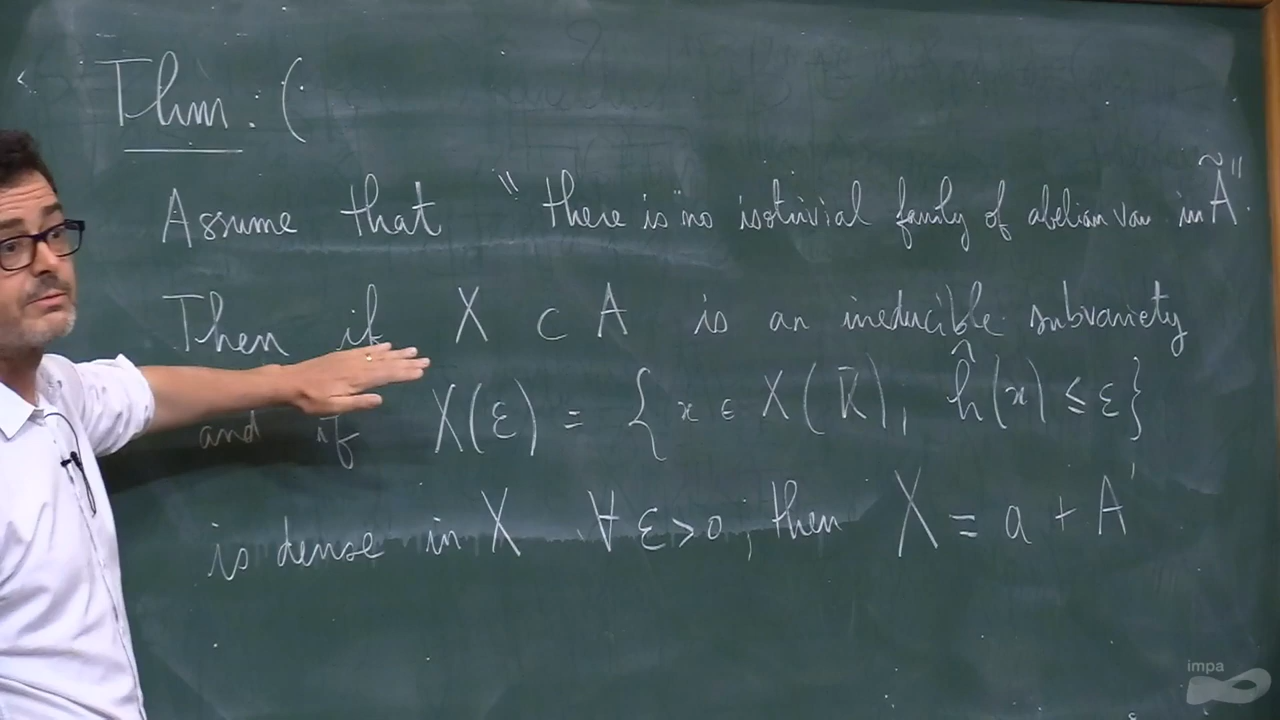 Thm : (
Assume that "there is" no isotrivial family of abelian var. in Ã".
Then if X ⊂ A is an irreducible subvariety
and if X(ε) = { x ∈ X(K̄), ĥ(x) ≤ ε}
is dense in X ∀ ε>0, then X = a + A'
impa